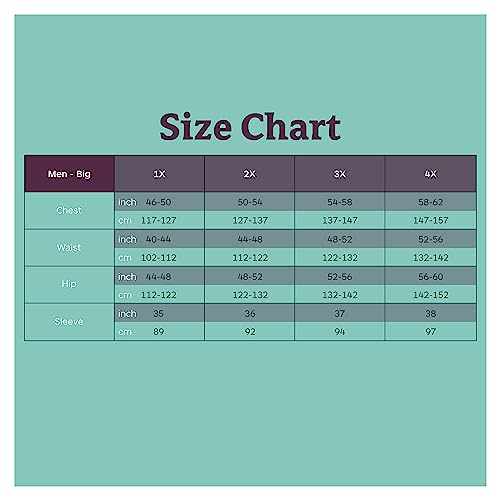 Size Chart
Men - Big 1X 2X 3X 4X
Chest
inch 46-50 50-54 54-58 58-62
cm 117-127 127-137 137-147 147-157
Waist
inch 40-44 44-48 48-52 52-56
cm 102-112 112-122 122-132 132-142
Hip
inch 44-48 48-52 52-56 56-60
cm 112-122 122-132 132-142 142-152
Sleeve
inch 35 36 37 38
cm 89 92 94 97